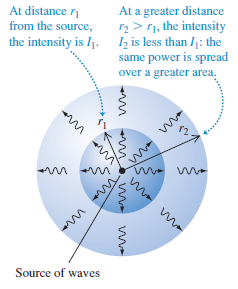 At distance r₁
from the source,
the intensity is I₁.
At a greater distance
r₂ > r₁, the intensity
I₂ is less than I₁: the
same power is spread
over a greater area.
r₁
r₂
Source of waves